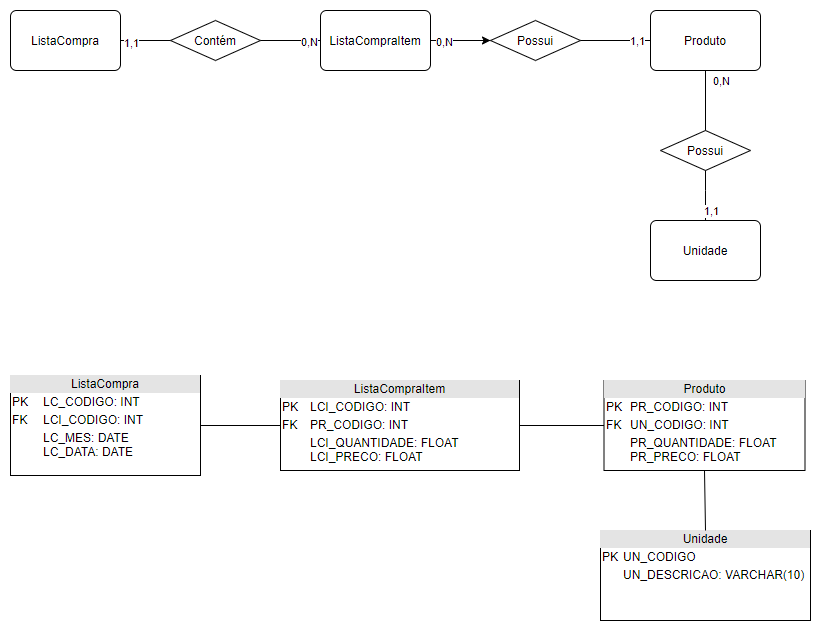 ListaCompra
1,1
Contêm
0,N
ListaCompraItem
0,N
Possui
1,1
Produto
0,N
Possui
1,1
Unidade
ListaCompra
PK LC_CODIGO: INT
FK LCI_CODIGO: INT
LC_MES: DATE
LC_DATA: DATE
ListaCompraItem
PK LCI_CODIGO: INT
FK PR_CODIGO: INT
LCI_QUANTIDADE: FLOAT
LCI_PRECO: FLOAT
Produto
PK PR_CODIGO: INT
FK UN_CODIGO: INT
PR_QUANTIDADE: FLOAT
PR_PRECO: FLOAT
Unidade
PK UN_CODIGO
UN_DESCRICAO: VARCHAR(10)